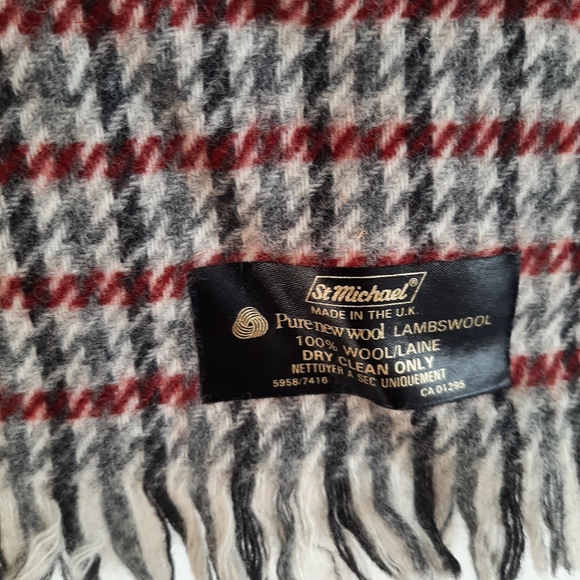 St Michael®
MADE IN THE U.K.
Pure new wool LAMBSWOOL
100% WOOL/LAINE
DRY CLEAN ONLY
NETTOYER A SEC UNIQUEMENT
5958/7416 CA 01295